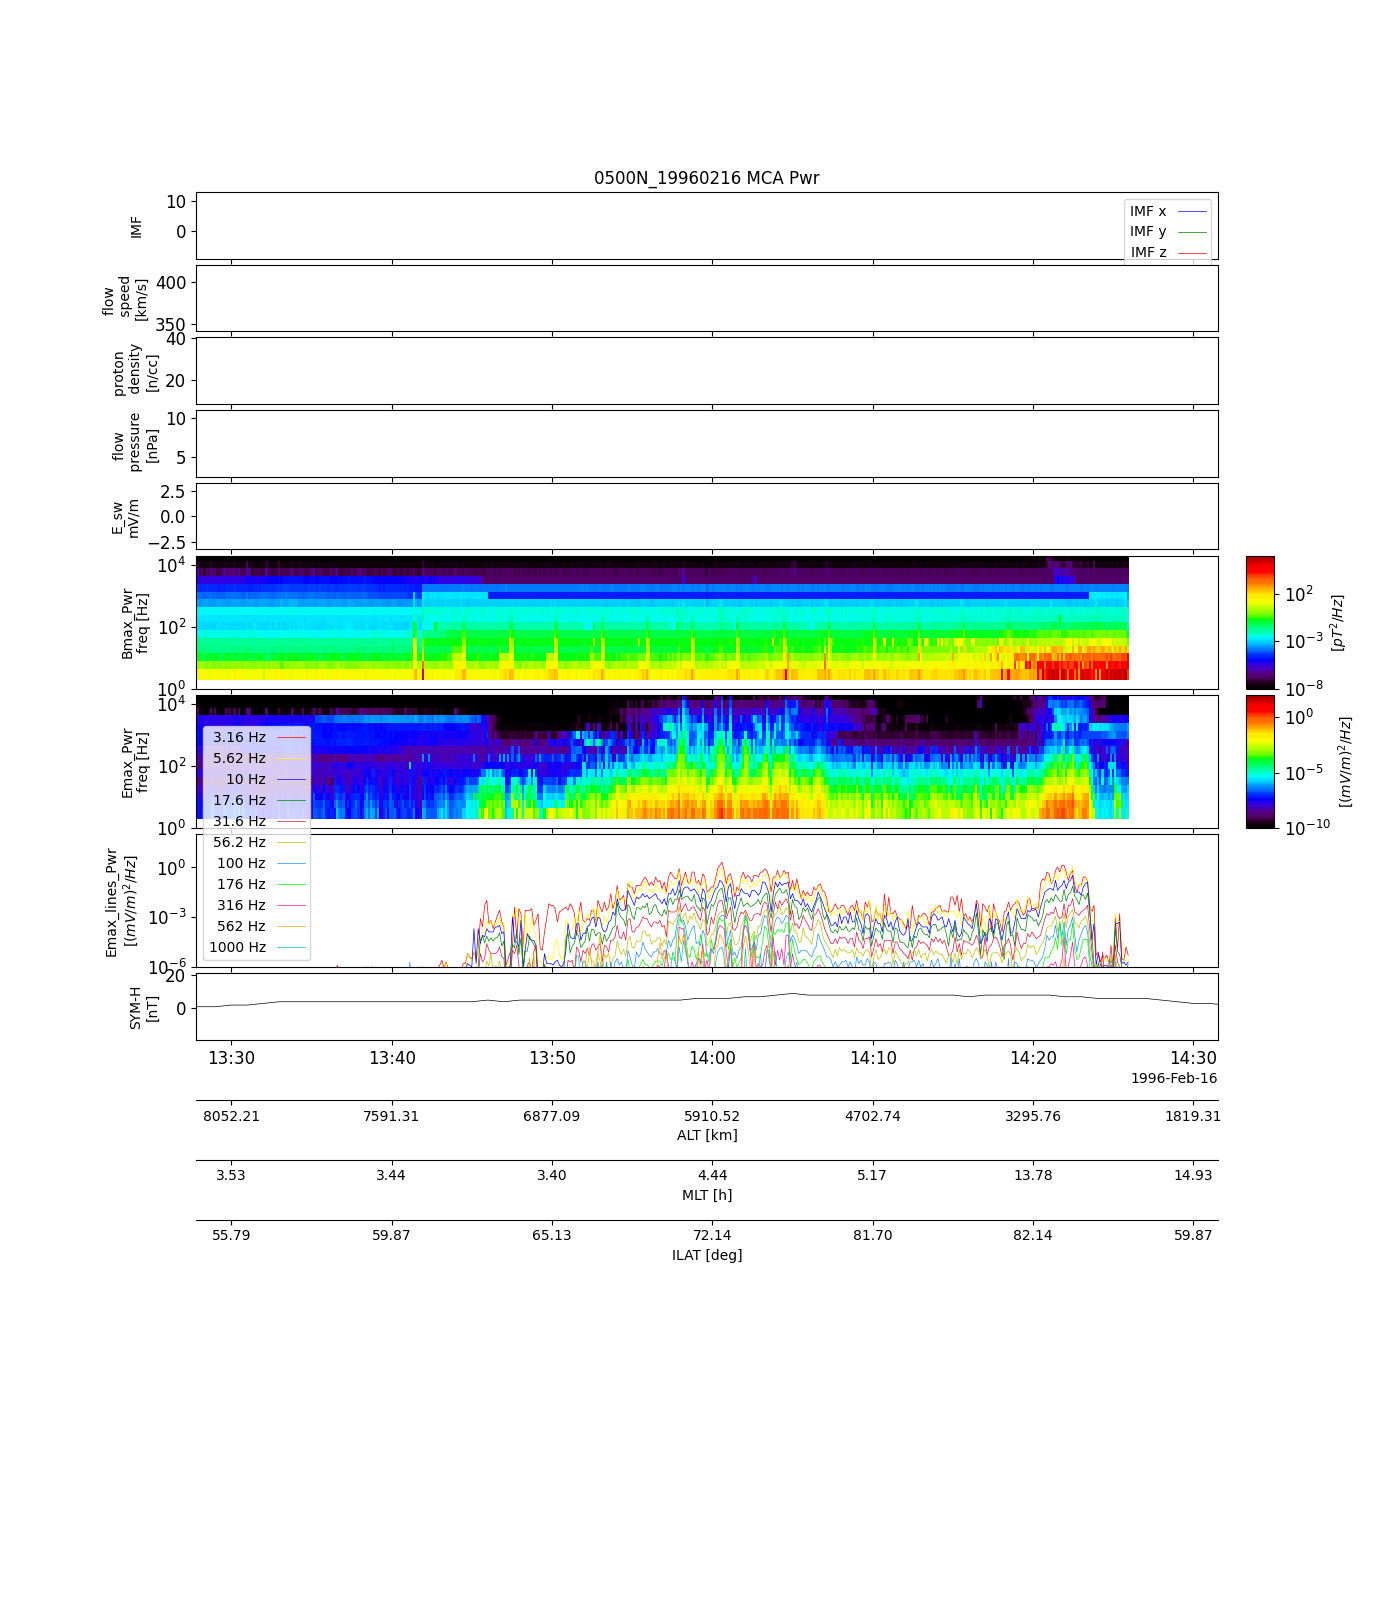 0500N_19960216 MCA Pwr
IMF
10
0
IMF x
IMF y
IMF z
flow
speed
[km/s]
400
350
proton
density
[n/cc]
40
20
flow
pressure
[nPa]
10
5
E_sw
mV/m
2.5
0.0
−2.5
Bmax_Pwr
freq [Hz]
10^4
10^2
10^0
10^2
10^-3
10^-8
[pT^2/Hz]
Emax_Pwr
freq [Hz]
10^4
10^2
10^0
10^0
10^-5
10^-10
[(mV/m)^2/Hz]
3.16 Hz
5.62 Hz
10 Hz
17.6 Hz
31.6 Hz
56.2 Hz
100 Hz
176 Hz
316 Hz
562 Hz
1000 Hz
Emax_lines_Pwr
[(mV/m)^2/Hz]
10^0
10^-3
10^-6
SYM-H
[nT]
20
0
13:30 13:40 13:50 14:00 14:10 14:20 14:30
1996-Feb-16
8052.21 7591.31 6877.09 5910.52 4702.74 3295.76 1819.31
ALT [km]
3.53 3.44 3.40 4.44 5.17 13.78 14.93
MLT [h]
55.79 59.87 65.13 72.14 81.70 82.14 59.87
ILAT [deg]